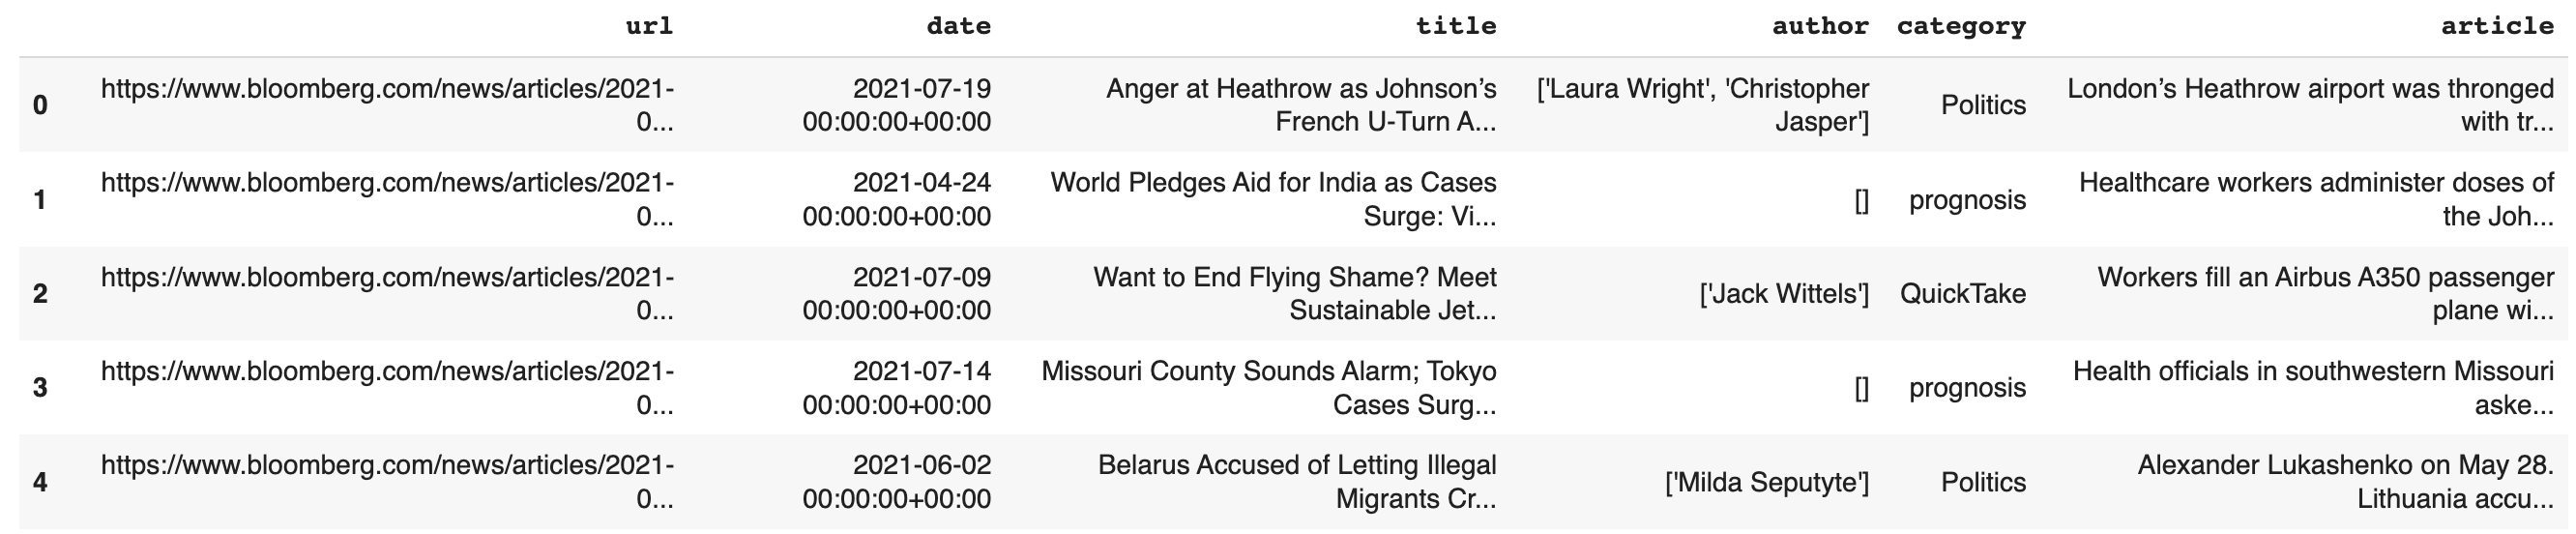 url date title author category article
0 https://www.bloomberg.com/news/articles/2021-0... 2021-07-19 00:00:00+00:00 Anger at Heathrow as Johnson’s French U-Turn A... ['Laura Wright', 'Christopher Jasper'] Politics London’s Heathrow airport was thronged with tr...
1 https://www.bloomberg.com/news/articles/2021-0... 2021-04-24 00:00:00+00:00 World Pledges Aid for India as Cases Surge: Vi... [] prognosis Healthcare workers administer doses of the Joh...
2 https://www.bloomberg.com/news/articles/2021-0... 2021-07-09 00:00:00+00:00 Want to End Flying Shame? Meet Sustainable Jet... ['Jack Wittels'] QuickTake Workers fill an Airbus A350 passenger plane wi...
3 https://www.bloomberg.com/news/articles/2021-0... 2021-07-14 00:00:00+00:00 Missouri County Sounds Alarm; Tokyo Cases Surg... [] prognosis Health officials in southwestern Missouri aske...
4 https://www.bloomberg.com/news/articles/2021-0... 2021-06-02 00:00:00+00:00 Belarus Accused of Letting Illegal Migrants Cr... ['Milda Seputyte'] Politics Alexander Lukashenko on May 28. Lithuania accu...